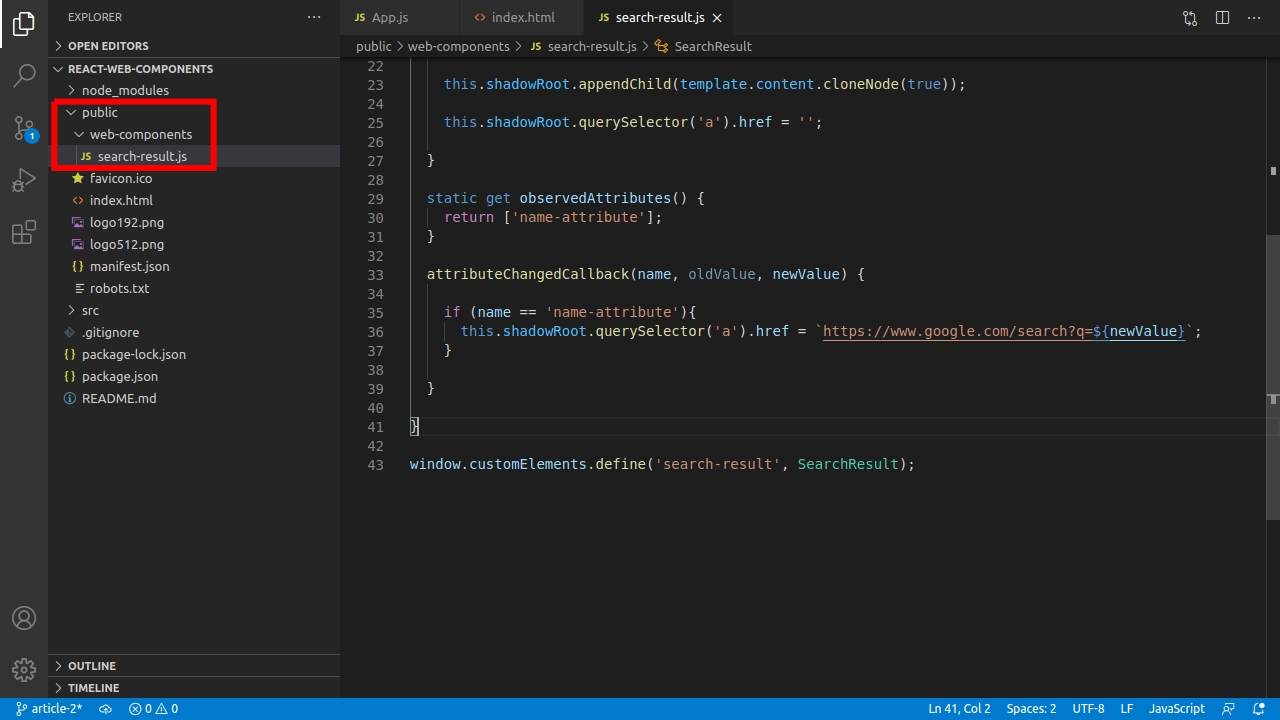 EXPLORER
OPEN EDITORS
REACT-WEB-COMPONENTS
node_modules
public
web-components
JS search-result.js
favicon.ico
index.html
logo192.png
logo512.png
manifest.json
robots.txt
src
.gitignore
package-lock.json
package.json
README.md
OUTLINE
TIMELINE
1
JS App.js
index.html
JS search-result.js
public > web-components > JS search-result.js > SearchResult
22
23 this.shadowRoot.appendChild(template.content.cloneNode(true));
24
25 this.shadowRoot.querySelector('a').href = '';
26
27 }
28
29 static get observedAttributes() {
30 return ['name-attribute'];
31 }
32
33 attributeChangedCallback(name, oldValue, newValue) {
34
35 if (name == 'name-attribute'){
36 this.shadowRoot.querySelector('a').href = `https://www.google.com/search?q=${newValue}`;
37 }
38
39 }
40
41 }
42
43 window.customElements.define('search-result', SearchResult);
article-2* 0 0 Ln 41, Col 2 Spaces: 2 UTF-8 LF JavaScript